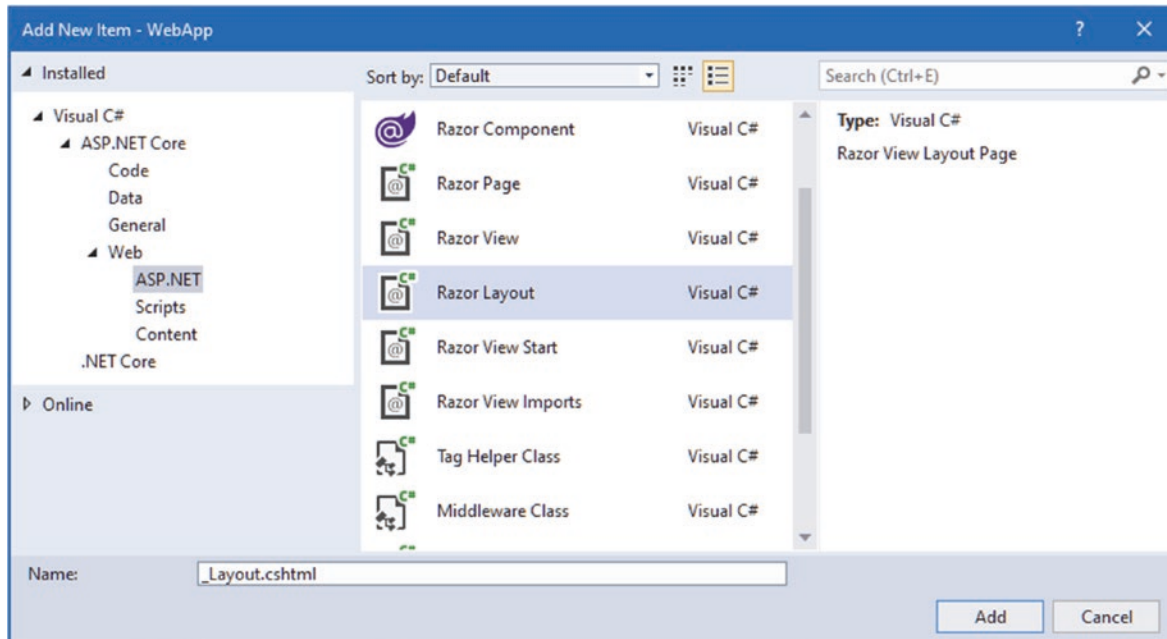 Add New Item - WebApp
?
Installed
Sort by: Default
Search (Ctrl+E)
Visual C#
ASP.NET Core
Code
Data
General
Web
ASP.NET
Scripts
Content
.NET Core
Online
Razor Component Visual C#
Razor Page Visual C#
Razor View Visual C#
Razor Layout Visual C#
Razor View Start Visual C#
Razor View Imports Visual C#
Tag Helper Class Visual C#
Middleware Class Visual C#
Type: Visual C#
Razor View Layout Page
Name: _Layout.cshtml
Add Cancel